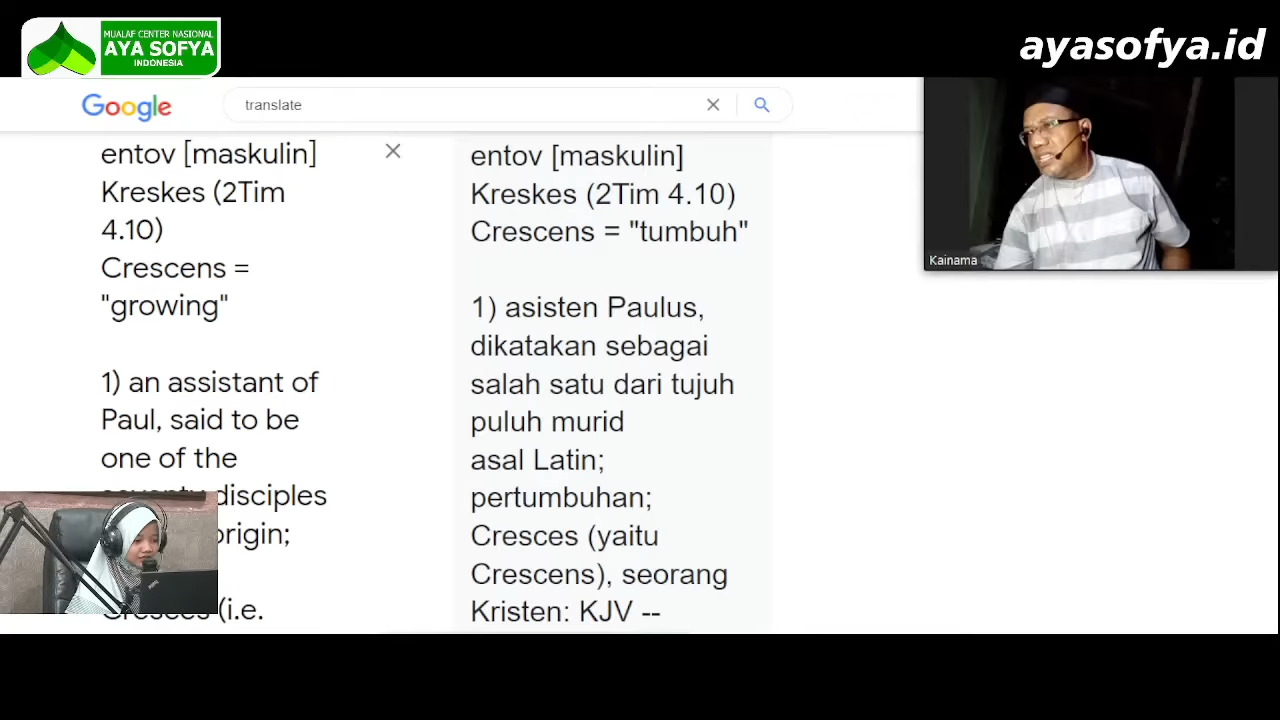 MUALAF CENTER NASIONAL
AYA SOFYA
INDONESIA
ayasofya.id
Google
translate
entov [maskulin]
Kreskes (2Tim
4.10)
Crescens =
"growing"
1) an assistant of
Paul, said to be
one of the
disciples
origin;
(i.e.
entov [maskulin]
Kreskes (2Tim 4.10)
Crescens = "tumbuh"
1) asisten Paulus,
dikatakan sebagai
salah satu dari tujuh
puluh murid
asal Latin;
pertumbuhan;
Cresces (yaitu
Crescens), seorang
Kristen: KJV --
Kainama